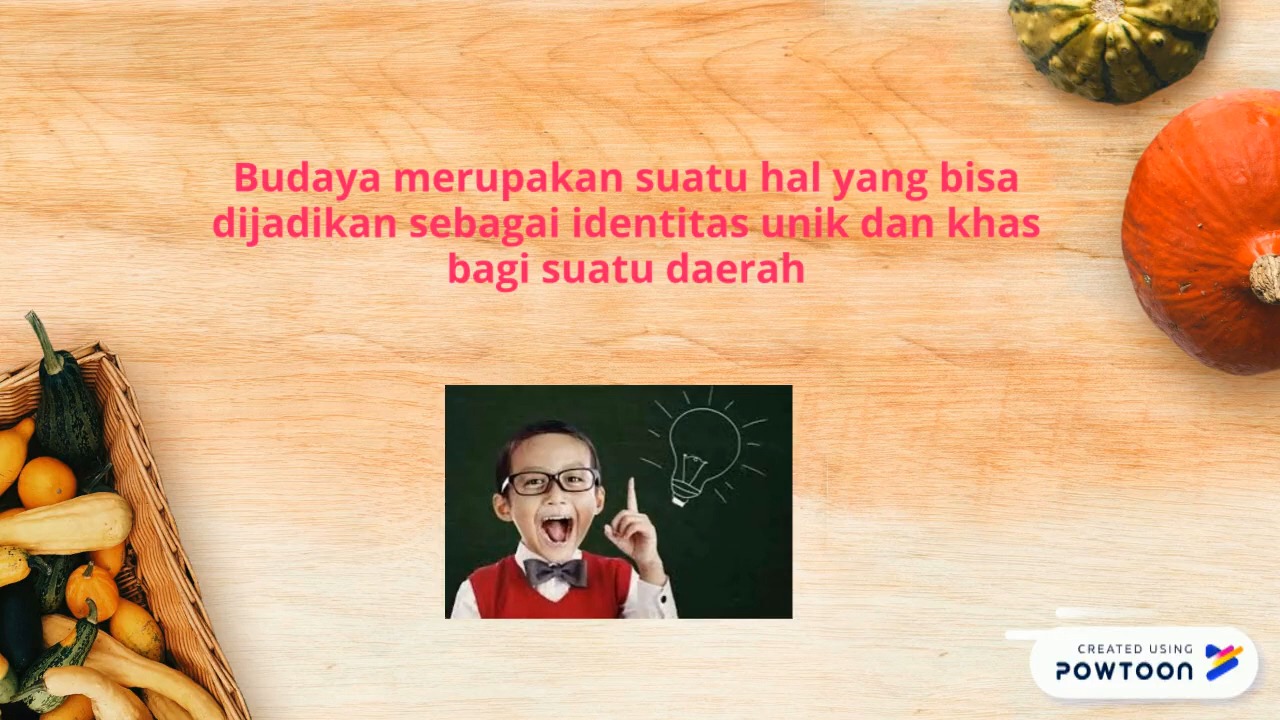 Budaya merupakan suatu hal yang bisa
dijadikan sebagai identitas unik dan khas
bagi suatu daerah
CREATED USING
POWTOON